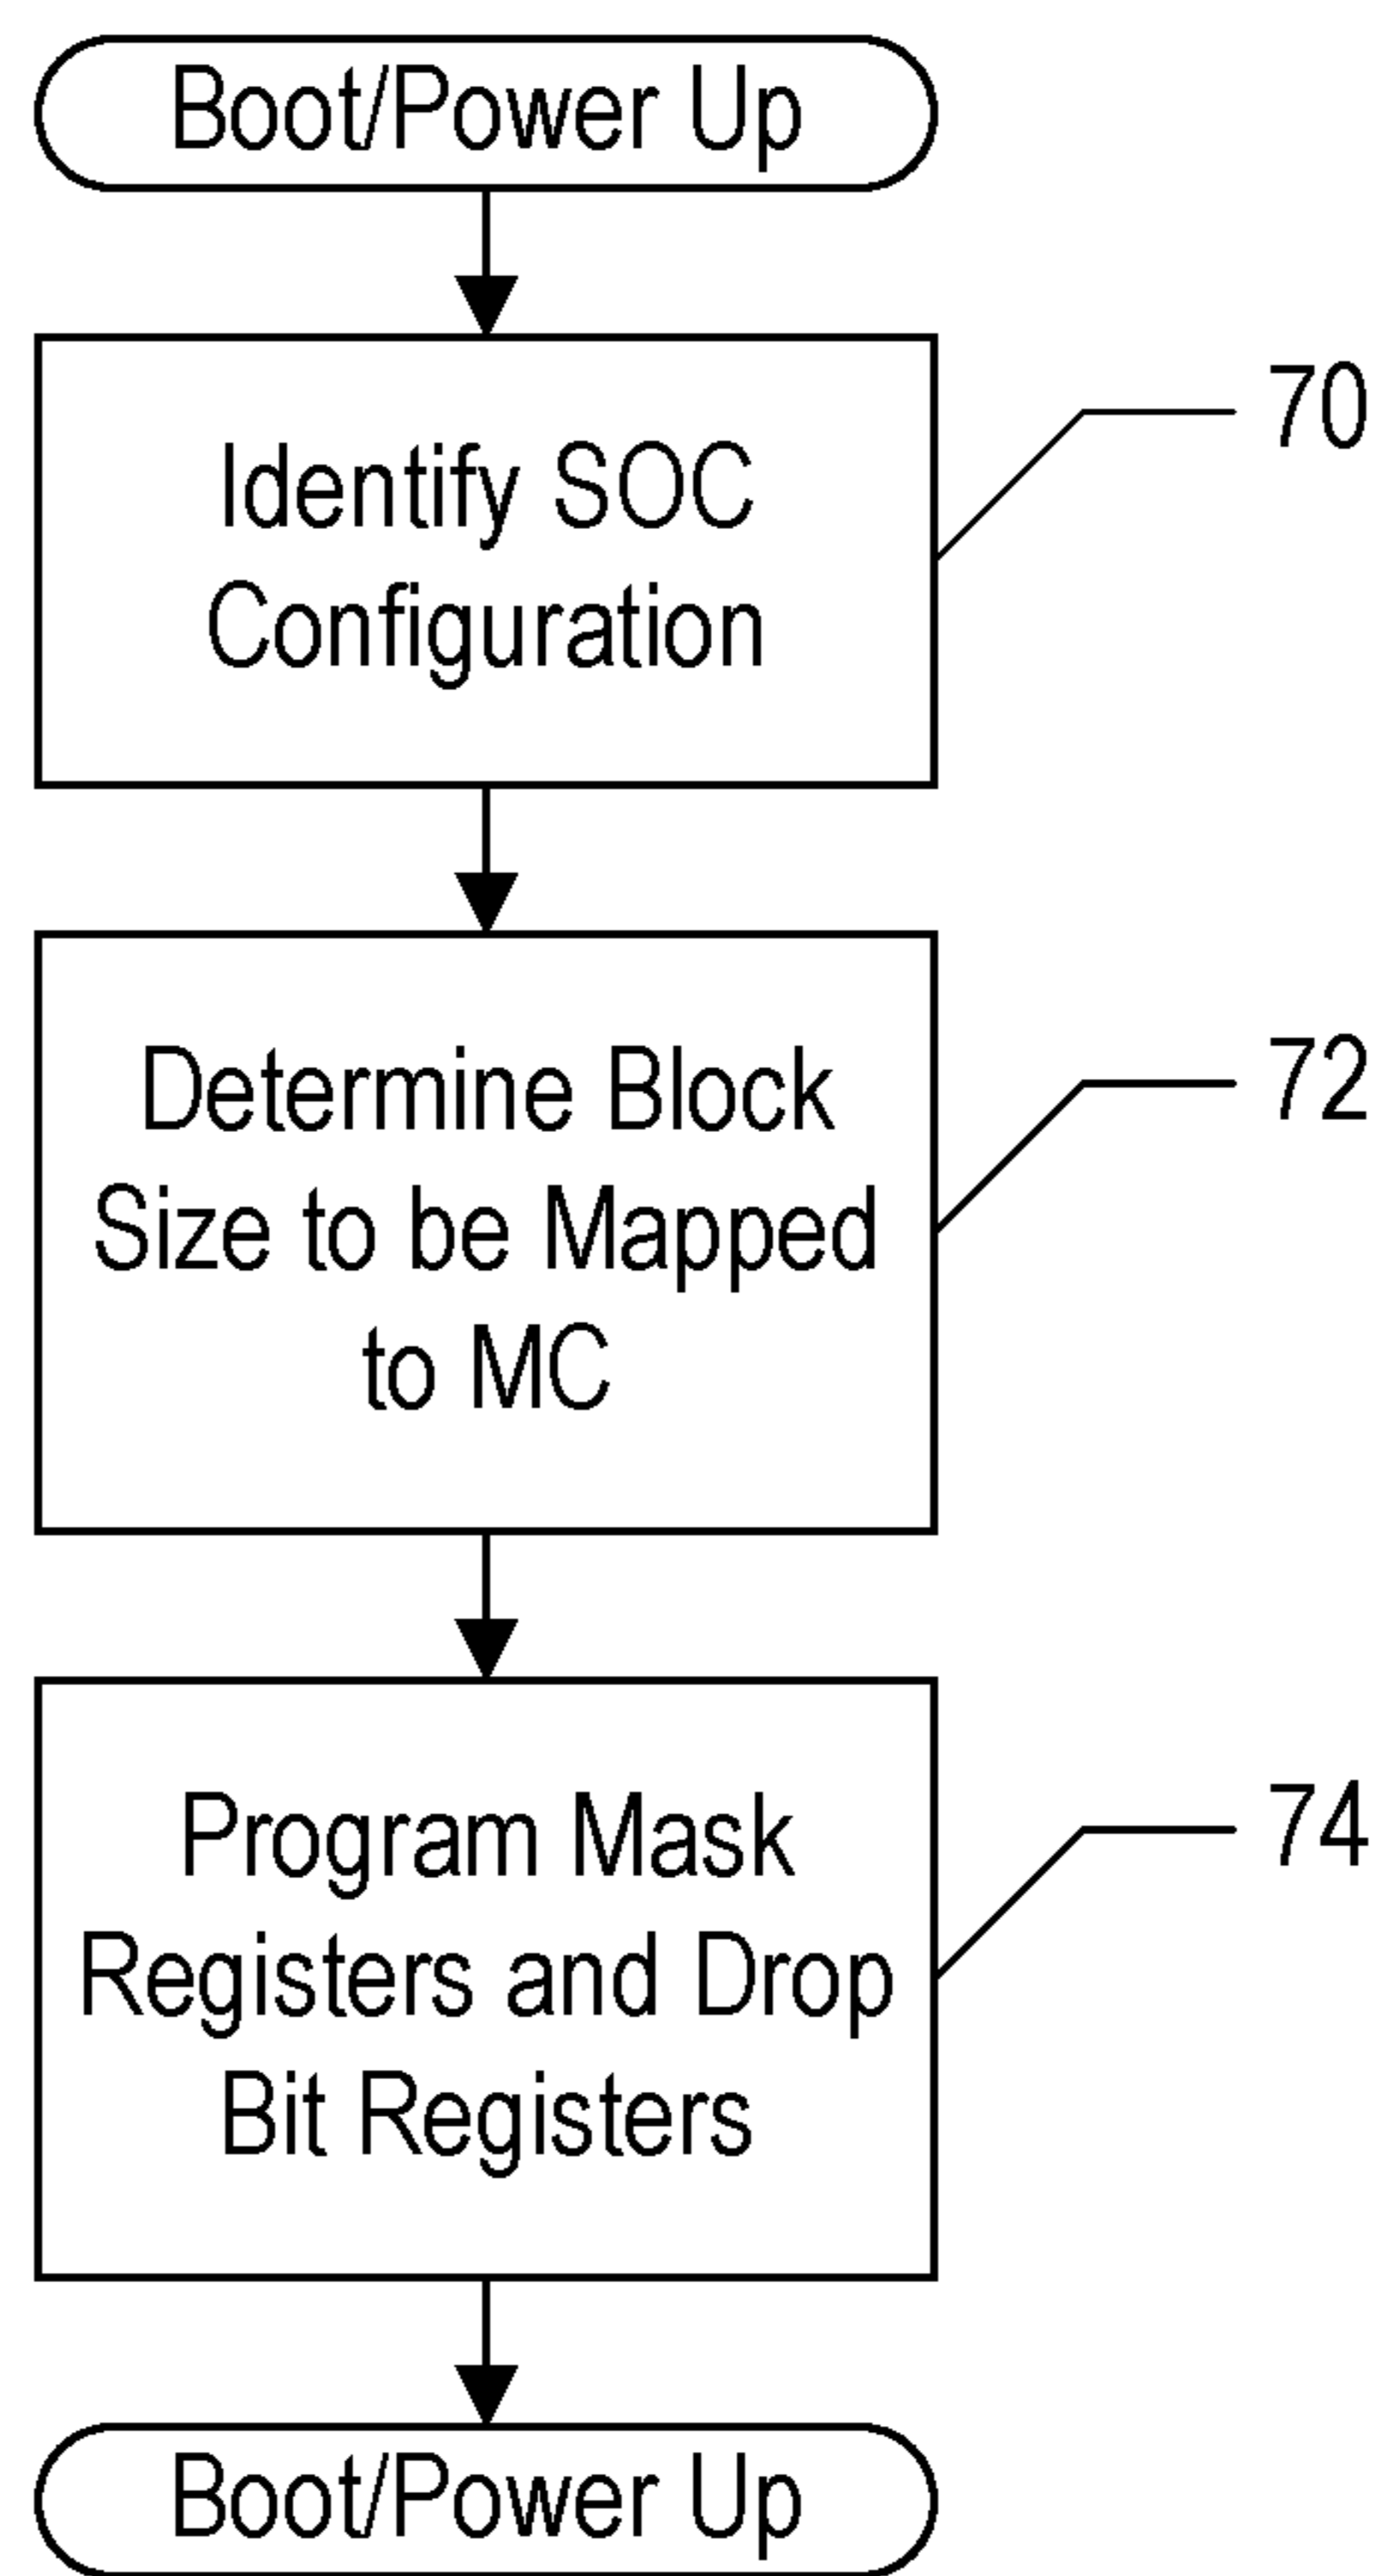 Boot/Power Up
Identify SOC
Configuration
70
Determine Block
Size to be Mapped
to MC
72
Program Mask
Registers and Drop
Bit Registers
74
Boot/Power Up